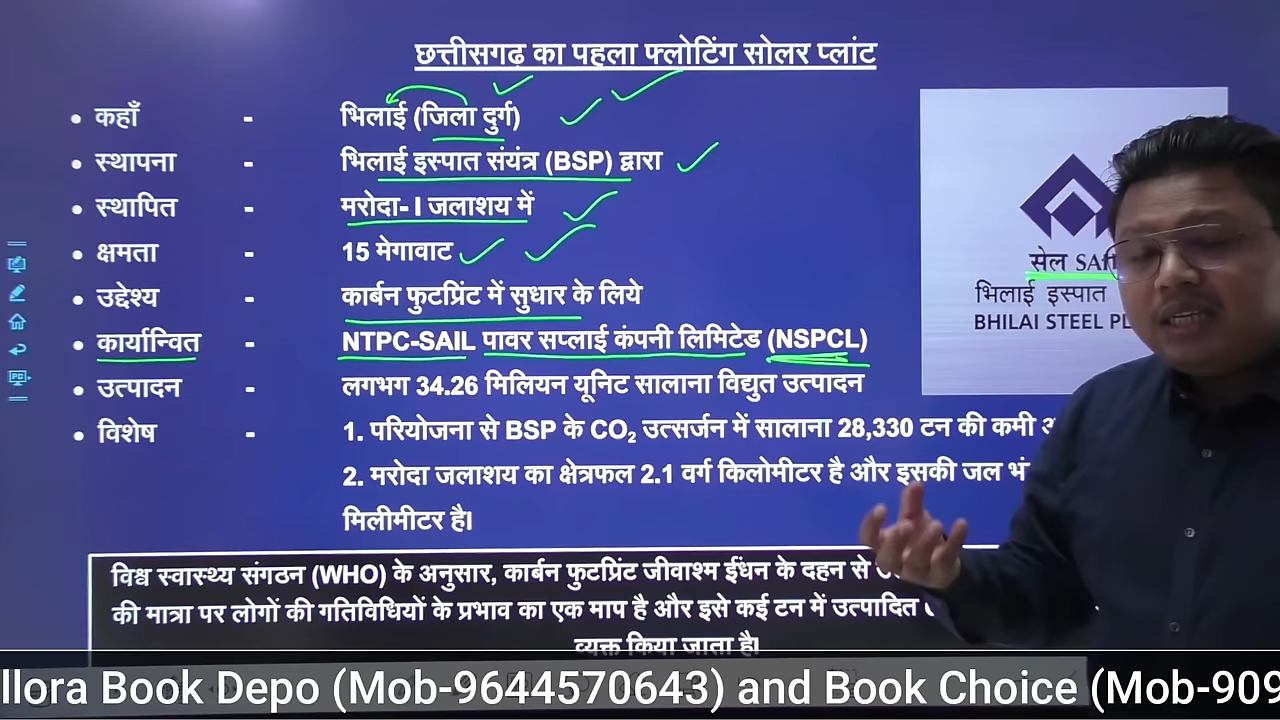 छत्तीसगढ़ का पहला फ्लोटिंग सोलर प्लांट
• कहाँ - भिलाई (जिला दुर्ग)
• स्थापना - भिलाई इस्पात संयंत्र (BSP) द्वारा
• स्थापित - मरोदा- I जलाशय में
• क्षमता - 15 मेगावाट
• उद्देश्य - कार्बन फुटप्रिंट में सुधार के लिये
• कार्यान्वित - NTPC-SAIL पावर सप्लाई कंपनी लिमिटेड (NSPCL)
• उत्पादन - लगभग 34.26 मिलियन यूनिट सालाना विद्युत उत्पादन
• विशेष - 1. परियोजना से BSP के CO₂ उत्सर्जन में सालाना 28,330 टन की कमी
2. मरोदा जलाशय का क्षेत्रफल 2.1 वर्ग किलोमीटर है और इसकी जल
मिलीमीटर है।
सेल SAIL
भिलाई इस्पात
BHILAI STEEL
विश्व स्वास्थ्य संगठन (WHO) के अनुसार, कार्बन फुटप्रिंट जीवाश्म ईंधन के दहन से
की मात्रा पर लोगों की गतिविधियों के प्रभाव का एक माप है और इसे कई टन में उत्पादित
व्यक्त किया जाता है।
llora Book Depo (Mob-9644570643) and Book Choice (Mob-909